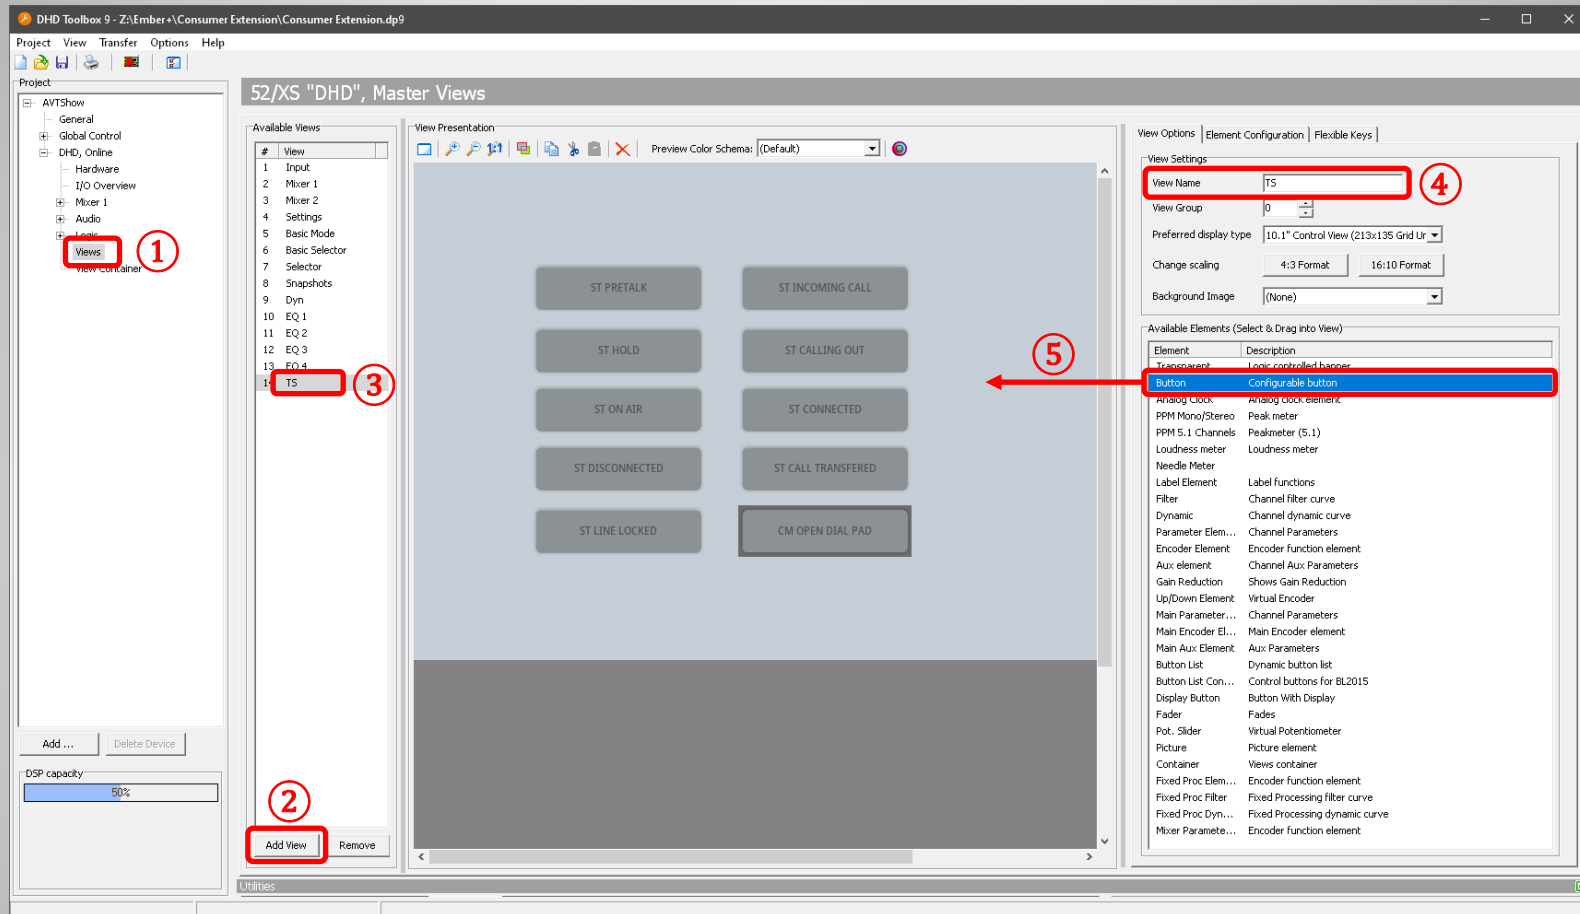 DHD Toolbox 9 - Z:\Ember+\Consumer Extension\Consumer Extension.dp9
Project View Transfer Options Help
Project
AVTShow
General
Global Control
DHD, Online
Hardware
I/O Overview
Mixer 1
Audio
Logic
Views
View Container
①
Add ...
Delete Device
DSP capacity
50%
52/XS "DHD", Master Views
Available Views
# View
1 Input
2 Mixer 1
3 Mixer 2
4 Settings
5 Basic Mode
6 Basic Selector
7 Selector
8 Snapshots
9 Dyn
10 EQ 1
11 EQ 2
12 EQ 3
13 EQ 4
14 TS
③
②
Add View
Remove
View Presentation
1:1
Preview Color Schema: (Default)
ST PRETALK
ST INCOMING CALL
ST HOLD
ST CALLING OUT
ST ON AIR
ST CONNECTED
ST DISCONNECTED
ST CALL TRANSFERED
ST LINE LOCKED
CM OPEN DIAL PAD
⑤
View Options
Element Configuration
Flexible Keys
View Settings
View Name TS
④
View Group 0
Preferred display type 10.1" Control View (213x135 Grid Ur
Change scaling 4:3 Format 16:10 Format
Background Image (None)
Available Elements (Select & Drag into View)
Element Description
Transparent Logic controlled banner
Button Configurable button
Analog Clock Analog clock element
PPM Mono/Stereo Peak meter
PPM 5.1 Channels Peakmeter (5.1)
Loudness meter Loudness meter
Needle Meter
Label Element Label functions
Filter Channel filter curve
Dynamic Channel dynamic curve
Parameter Elem... Channel Parameters
Encoder Element Encoder function element
Aux element Channel Aux Parameters
Gain Reduction Shows Gain Reduction
Up/Down Element Virtual Encoder
Main Parameter... Channel Parameters
Main Encoder El... Main Encoder element
Main Aux Element Aux Parameters
Button List Dynamic button list
Button List Con... Control buttons for BL2015
Display Button Button With Display
Fader Fades
Pot. Slider Virtual Potentiometer
Picture Picture element
Container Views container
Fixed Proc Elem... Encoder function element
Fixed Proc Filter Fixed Processing filter curve
Fixed Proc Dyn... Fixed Processing dynamic curve
Mixer Paramete... Encoder function element
Utilities